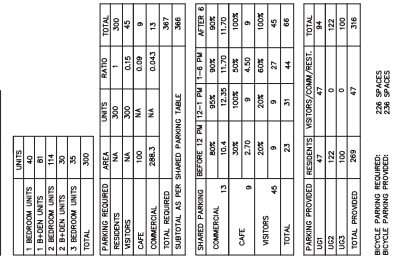 UNITS
1 BEDROOM UNITS 40
1 B+DEN UNITS 81
2 BEDROOM UNITS 114
2 B+DEN UNITS 30
3 BEDROOM UNITS 35
TOTAL 300
PARKING REQUIRED AREA UNITS RATIO TOTAL
RESIDENTS NA 300 1 300
VISITORS NA 300 0.15 45
CAFE 100 NA 0.09 9
COMMERCIAL 288.3 NA 0.043 13
TOTAL REQUIRED 367
SUBTOTAL AS PER SHARED PARKING TABLE 366
SHARED PARKING BEFORE 12 PM 12-1 PM 1-6 PM AFTER 6
COMMERCIAL 80% 95% 90% 90%
13 10.4 12.35 11.70 11.70
CAFE 30% 100% 50% 100%
9 2.70 9 4.50 9
VISITORS 20% 20% 60% 100%
45 9 9 27 45
TOTAL 23 31 44 66
PARKING PROVIDED RESIDENTS VISITORS/COMM/REST. TOTAL
UG1 47 47 94
UG2 122 0 122
UG3 100 0 100
TOTAL PROVIDED 269 47 316
BICYCLE PARKING REQUIRED: 226 SPACES
BICYCLE PARKING PROVIDED: 236 SPACES